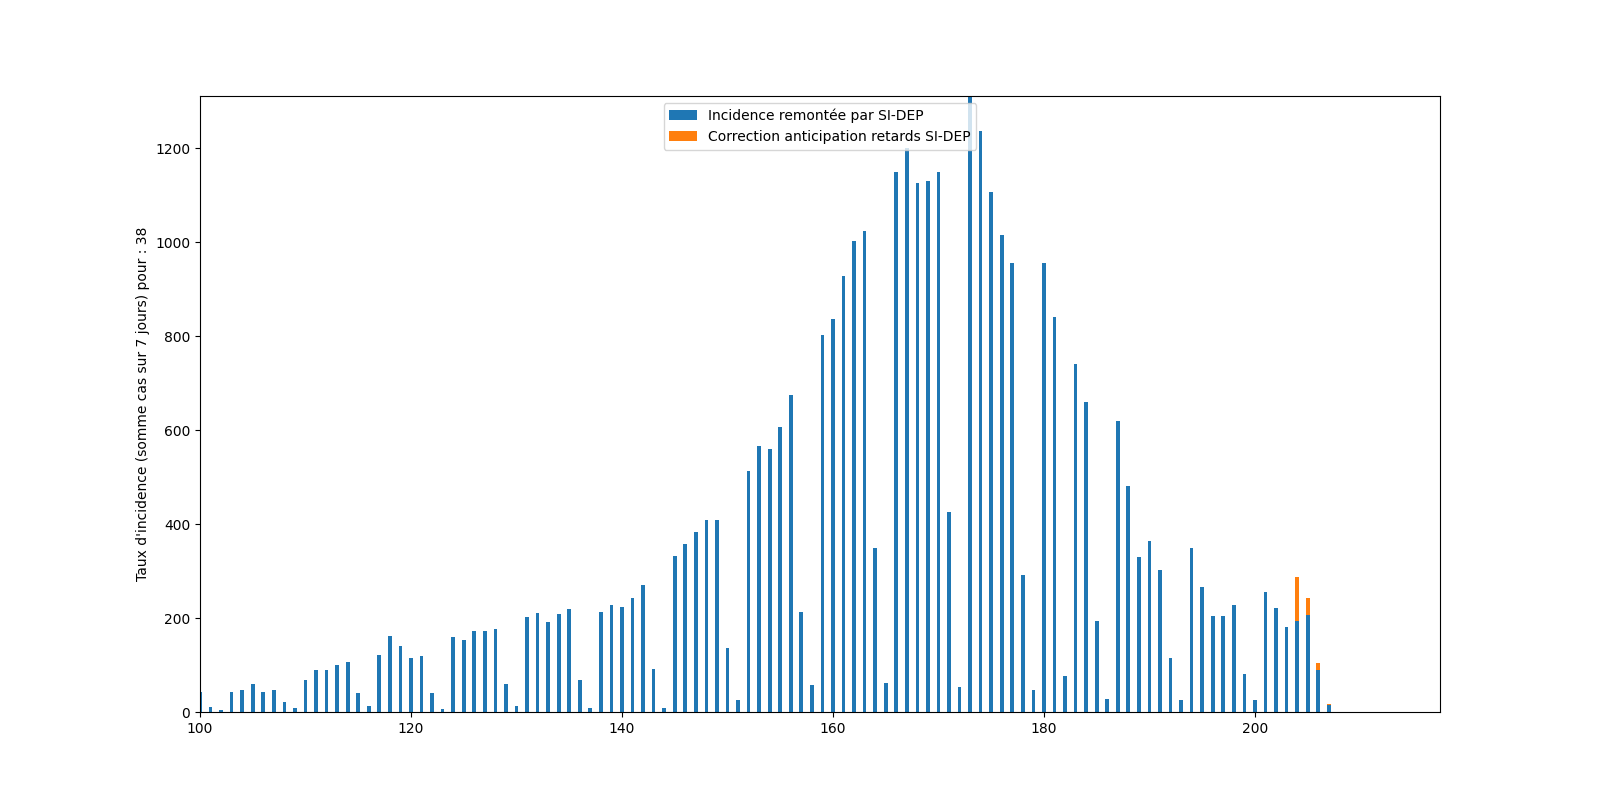 Incidence remontée par SI-DEP
Correction anticipation retards SI-DEP
Taux d'incidence (somme cas sur 7 jours) pour : 38
1200
1000
800
600
400
200
0
100 120 140 160 180 200